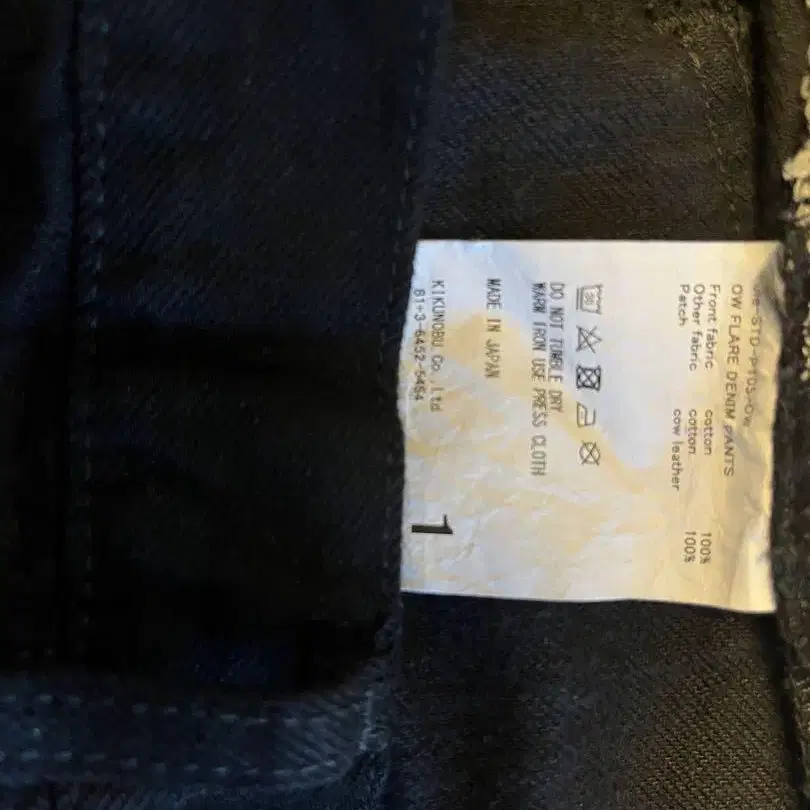 OW FLARE DENIM PANTS
Front fabric cotton 100%
Other fabric cotton 100%
Patch cow leather
DO NOT TUMBLE DRY
WARM IRON USE PRESS CLOTH
MADE IN JAPAN
KIKUNOBU Co.,Ltd
81+3-6452-5454
1